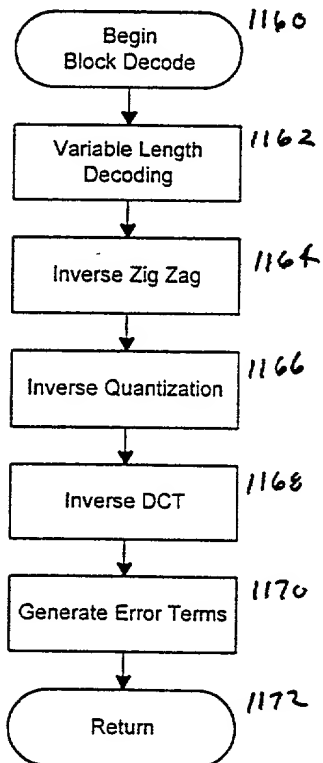 Begin
Block Decode
1160
Variable Length
Decoding
1162
Inverse Zig Zag
1164
Inverse Quantization
1166
Inverse DCT
1168
Generate Error Terms
1170
Return
1172